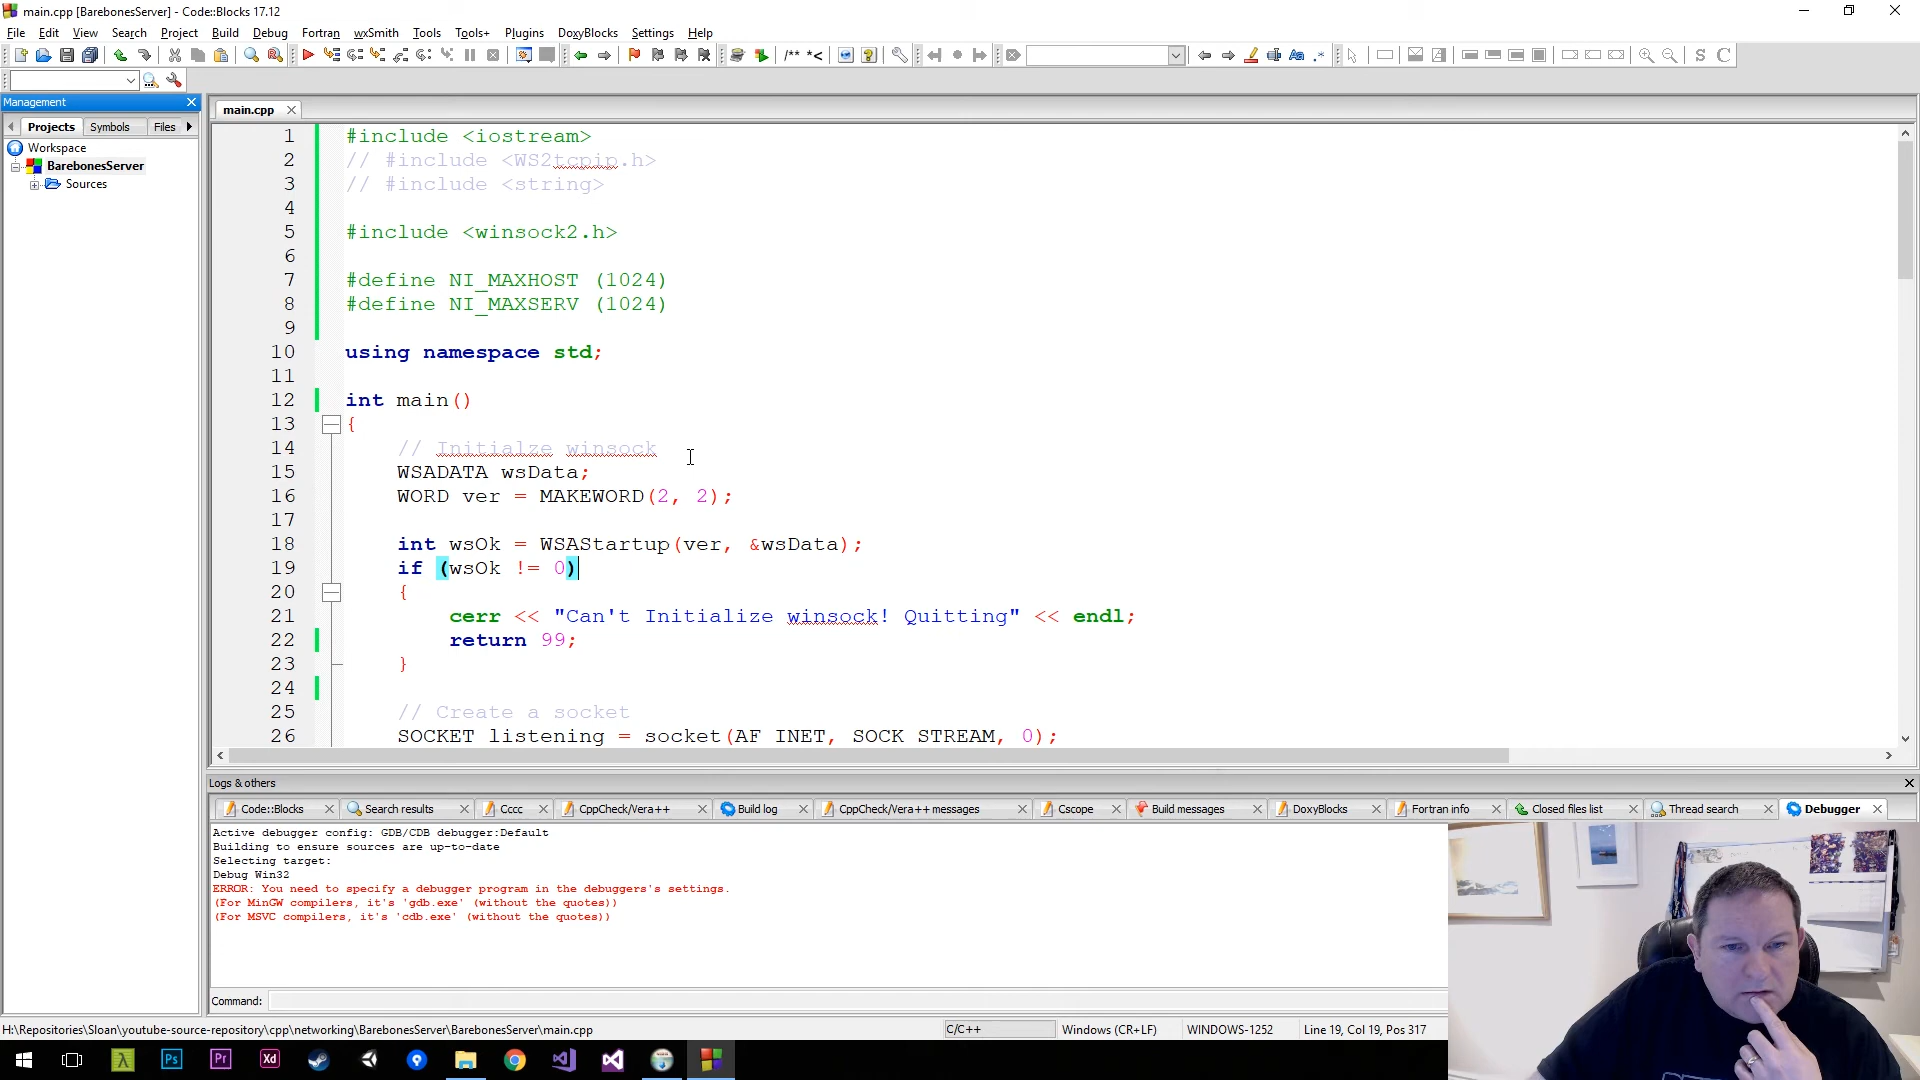 main.cpp [BarebonesServer] - Code::Blocks 17.12
File Edit View Search Project Build Debug Fortran wxSmith Tools Tools+ Plugins DoxyBlocks Settings Help
/** *< .* S C
Management
Projects Symbols Files
Workspace
BarebonesServer
Sources
main.cpp
1 #include <iostream>
2 // #include <WS2tcpip.h>
3 // #include <string>
4
5 #include <winsock2.h>
6
7 #define NI_MAXHOST (1024)
8 #define NI_MAXSERV (1024)
9
10 using namespace std;
11
12 int main()
13 {
14 // Initialze winsock
15 WSADATA wsData;
16 WORD ver = MAKEWORD(2, 2);
17
18 int wsOk = WSAStartup(ver, &wsData);
19 if (wsOk != 0)
20 {
21 cerr << "Can't Initialize winsock! Quitting" << endl;
22 return 99;
23 }
24
25 // Create a socket
26 SOCKET listening = socket(AF_INET, SOCK_STREAM, 0);
Logs & others
Code::Blocks Search results Cccc CppCheck/Vera++ Build log CppCheck/Vera++ messages Cscope Build messages DoxyBlocks Fortran info Closed files list Thread search Debugger
Active debugger config: GDB/CDB debugger:Default
Building to ensure sources are up-to-date
Selecting target:
Debug Win32
ERROR: You need to specify a debugger program in the debuggers's settings.
(For MinGW compilers, it's 'gdb.exe' (without the quotes))
(For MSVC compilers, it's 'cdb.exe' (without the quotes))
Command:
H:\Repositories\Sloan\youtube-source-repository\cpp\networking\BarebonesServer\BarebonesServer\main.cpp C/C++ Windows (CR+LF) WINDOWS-1252 Line 19, Col 19, Pos 317
Ps Pr Xd